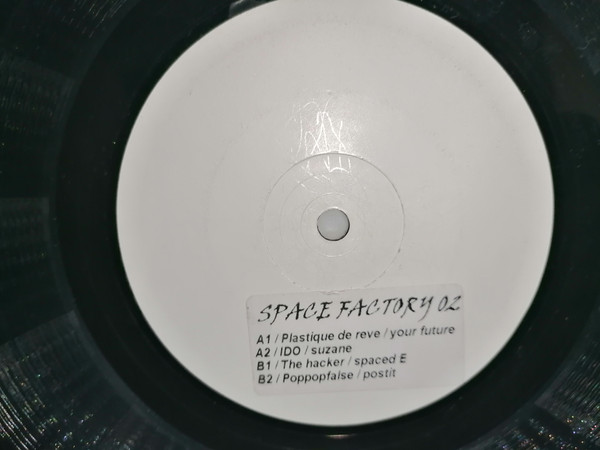 SPACE FACTORY 02
A1 / Plastique de reve / your future
A2 / IDO / suzane
B1 / The hacker / spaced E
B2 / Poppopfalse / postit